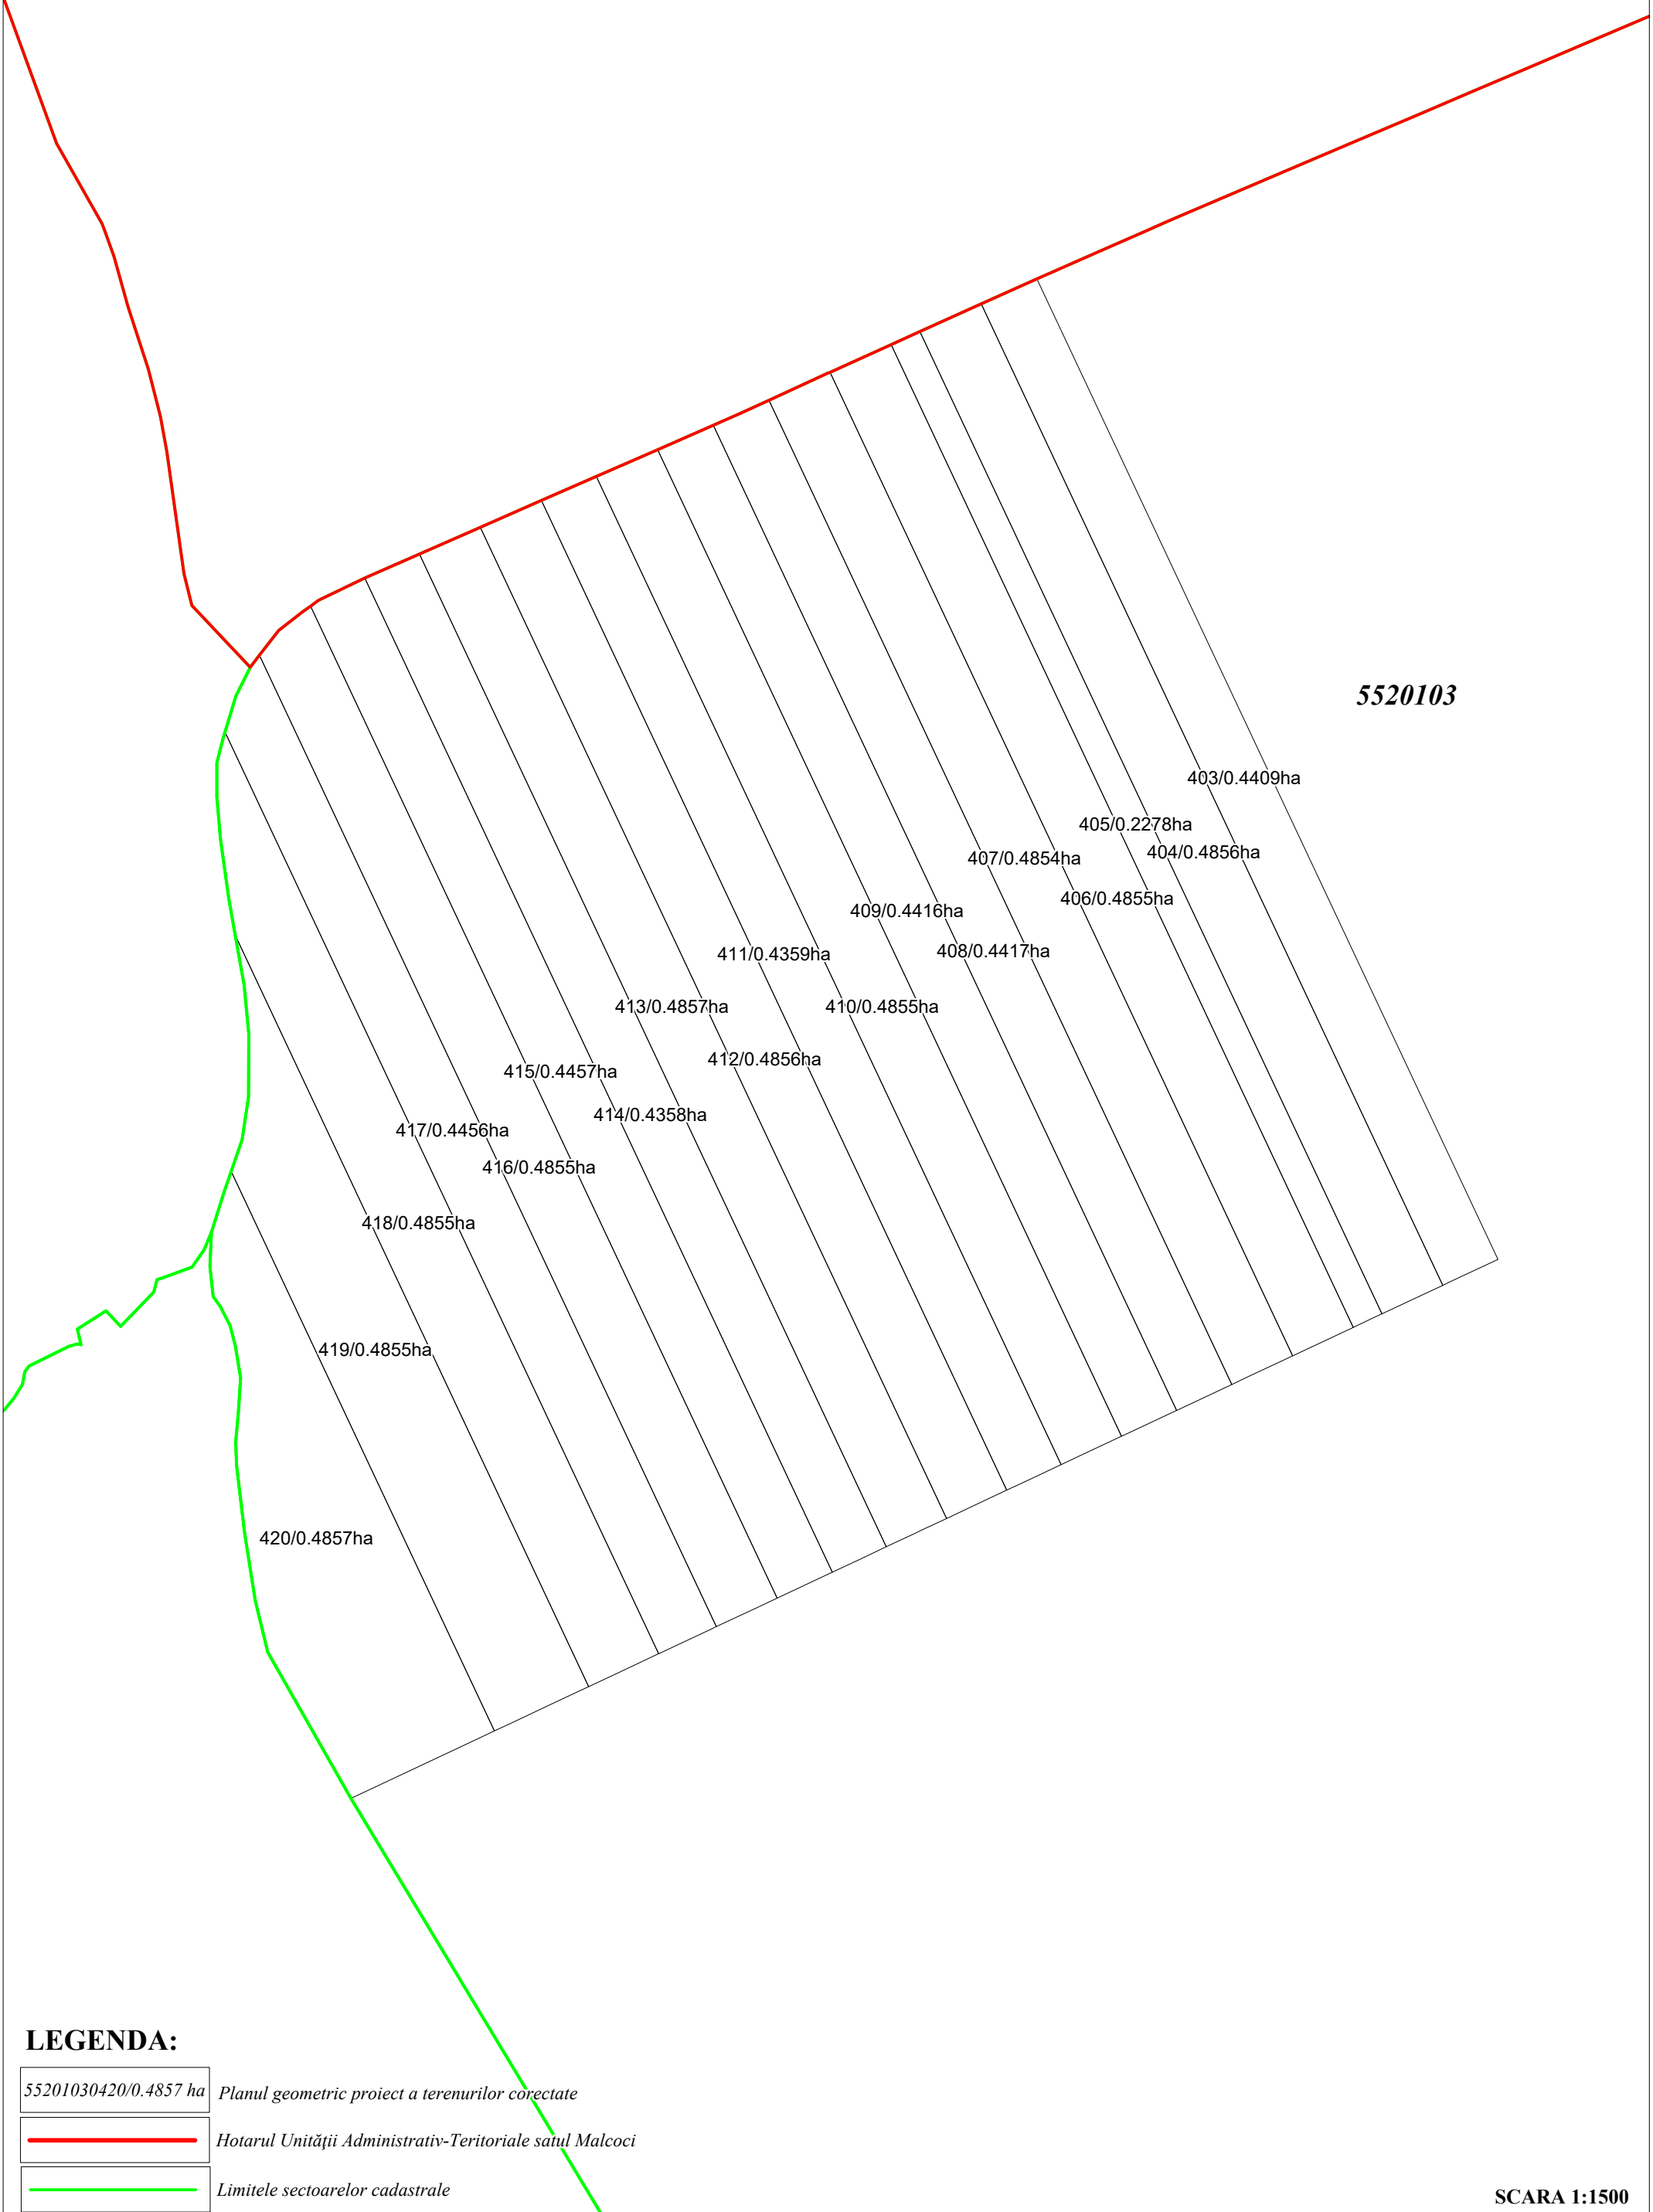 5520103
403/0.4409ha
405/0.2278ha
404/0.4856ha
407/0.4854ha
406/0.4855ha
409/0.4416ha
408/0.4417ha
411/0.4359ha
410/0.4855ha
413/0.4857ha
412/0.4856ha
415/0.4457ha
414/0.4358ha
417/0.4456ha
416/0.4855ha
418/0.4855ha
419/0.4855ha
420/0.4857ha
LEGENDA:
55201030420/0.4857 ha Planul geometric proiect a terenurilor corectate
Hotarul Unităţii Administrativ-Teritoriale satul Malcoci
Limitele sectoarelor cadastrale
SCARA 1:1500